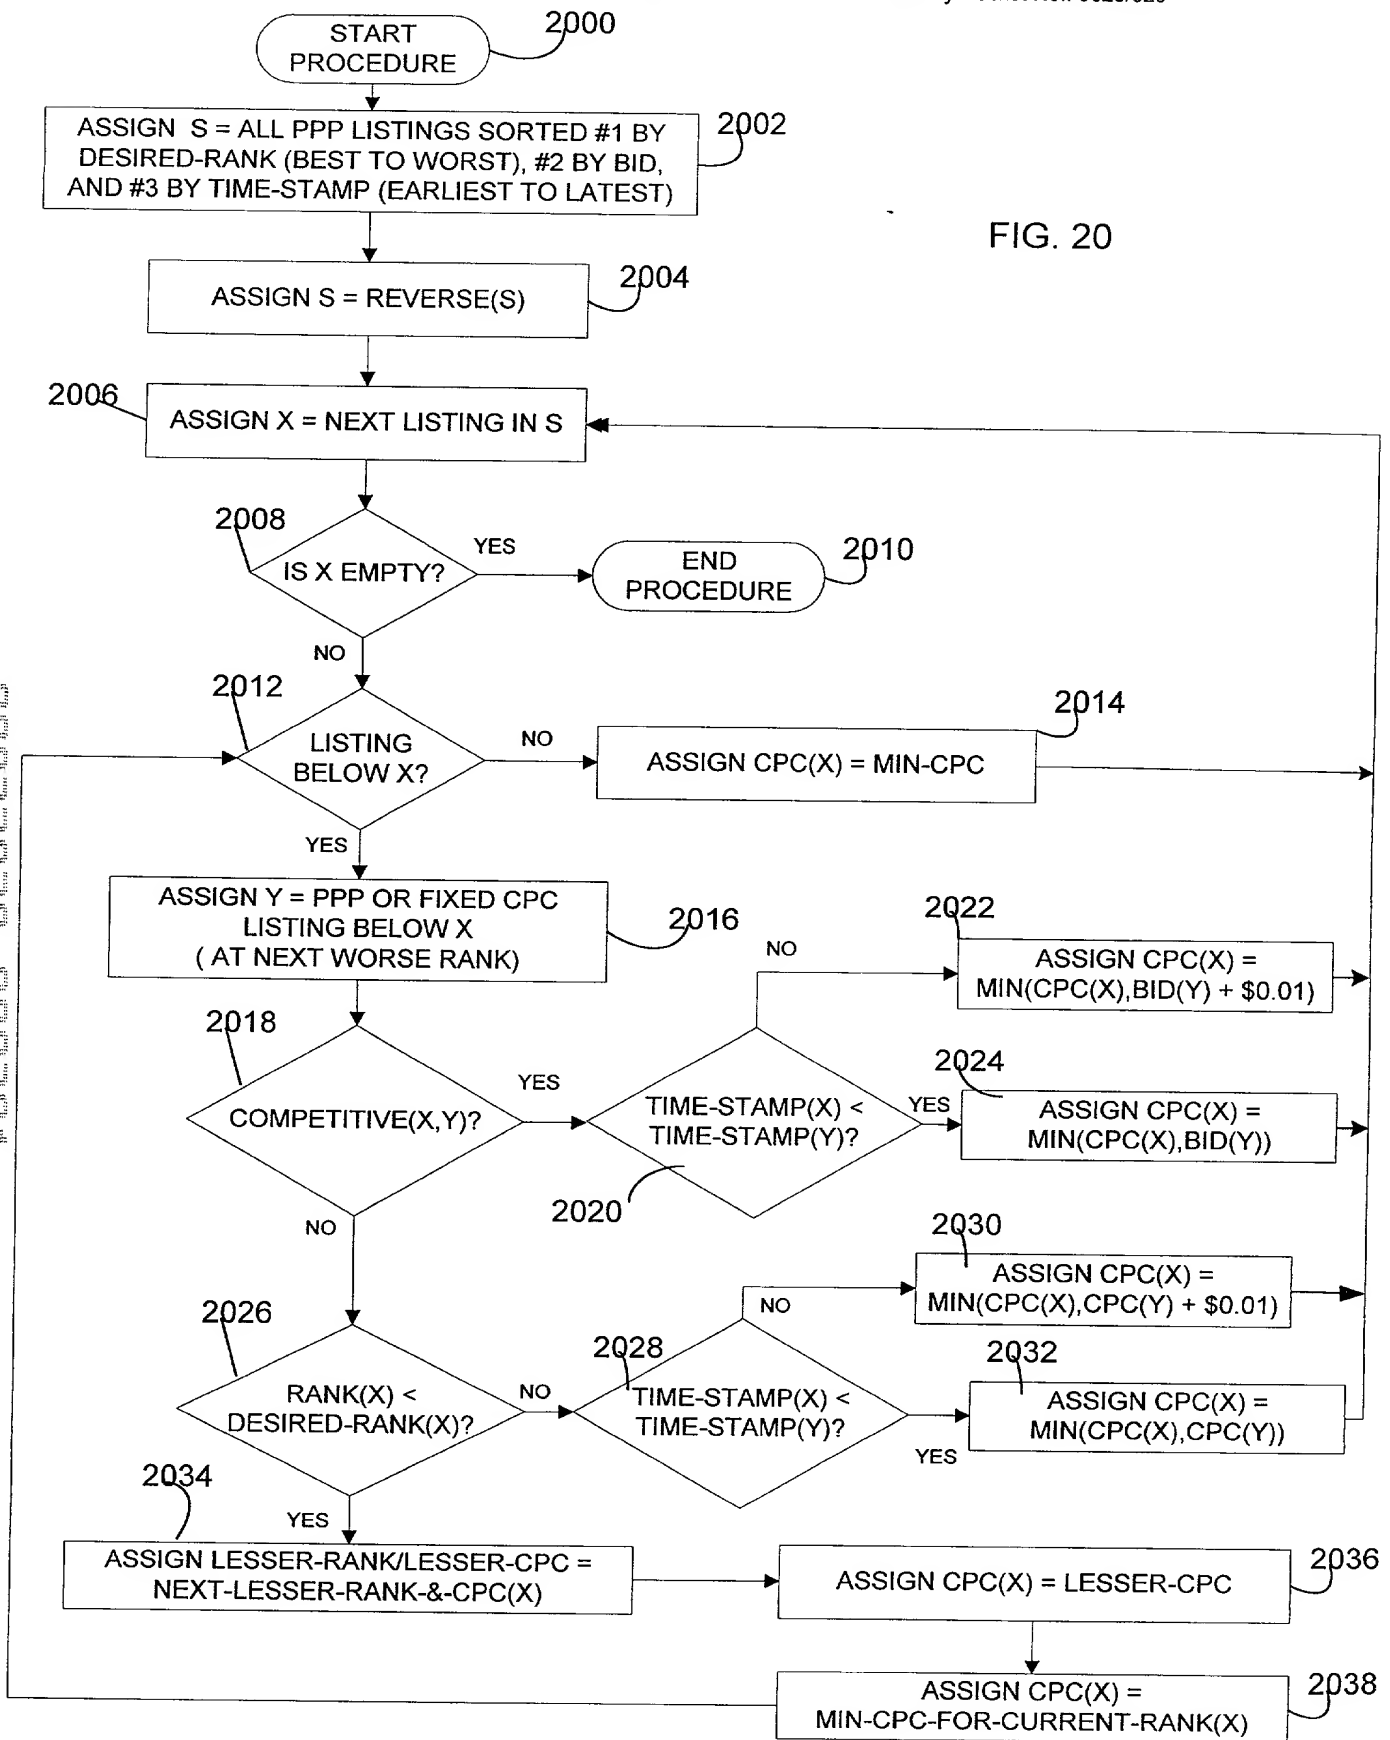 START
PROCEDURE
2000
ASSIGN S = ALL PPP LISTINGS SORTED #1 BY
DESIRED-RANK (BEST TO WORST), #2 BY BID,
AND #3 BY TIME-STAMP (EARLIEST TO LATEST)
2002
FIG. 20
ASSIGN S = REVERSE(S)
2004
2006
ASSIGN X = NEXT LISTING IN S
2008
IS X EMPTY?
YES
END
PROCEDURE
2010
NO
2012
LISTING
BELOW X?
NO
ASSIGN CPC(X) = MIN-CPC
2014
YES
ASSIGN Y = PPP OR FIXED CPC
LISTING BELOW X
( AT NEXT WORSE RANK)
2016
NO
2022
ASSIGN CPC(X) =
MIN(CPC(X),BID(Y) + $0.01)
2018
COMPETITIVE(X,Y)?
YES
TIME-STAMP(X) <
TIME-STAMP(Y)?
2020
YES
2024
ASSIGN CPC(X) =
MIN(CPC(X),BID(Y))
NO
2030
ASSIGN CPC(X) =
MIN(CPC(X),CPC(Y) + $0.01)
NO
2026
RANK(X) <
DESIRED-RANK(X)?
NO
2028
TIME-STAMP(X) <
TIME-STAMP(Y)?
YES
2032
ASSIGN CPC(X) =
MIN(CPC(X),CPC(Y))
2034
YES
ASSIGN LESSER-RANK/LESSER-CPC =
NEXT-LESSER-RANK-&-CPC(X)
ASSIGN CPC(X) = LESSER-CPC
2036
ASSIGN CPC(X) =
MIN-CPC-FOR-CURRENT-RANK(X)
2038